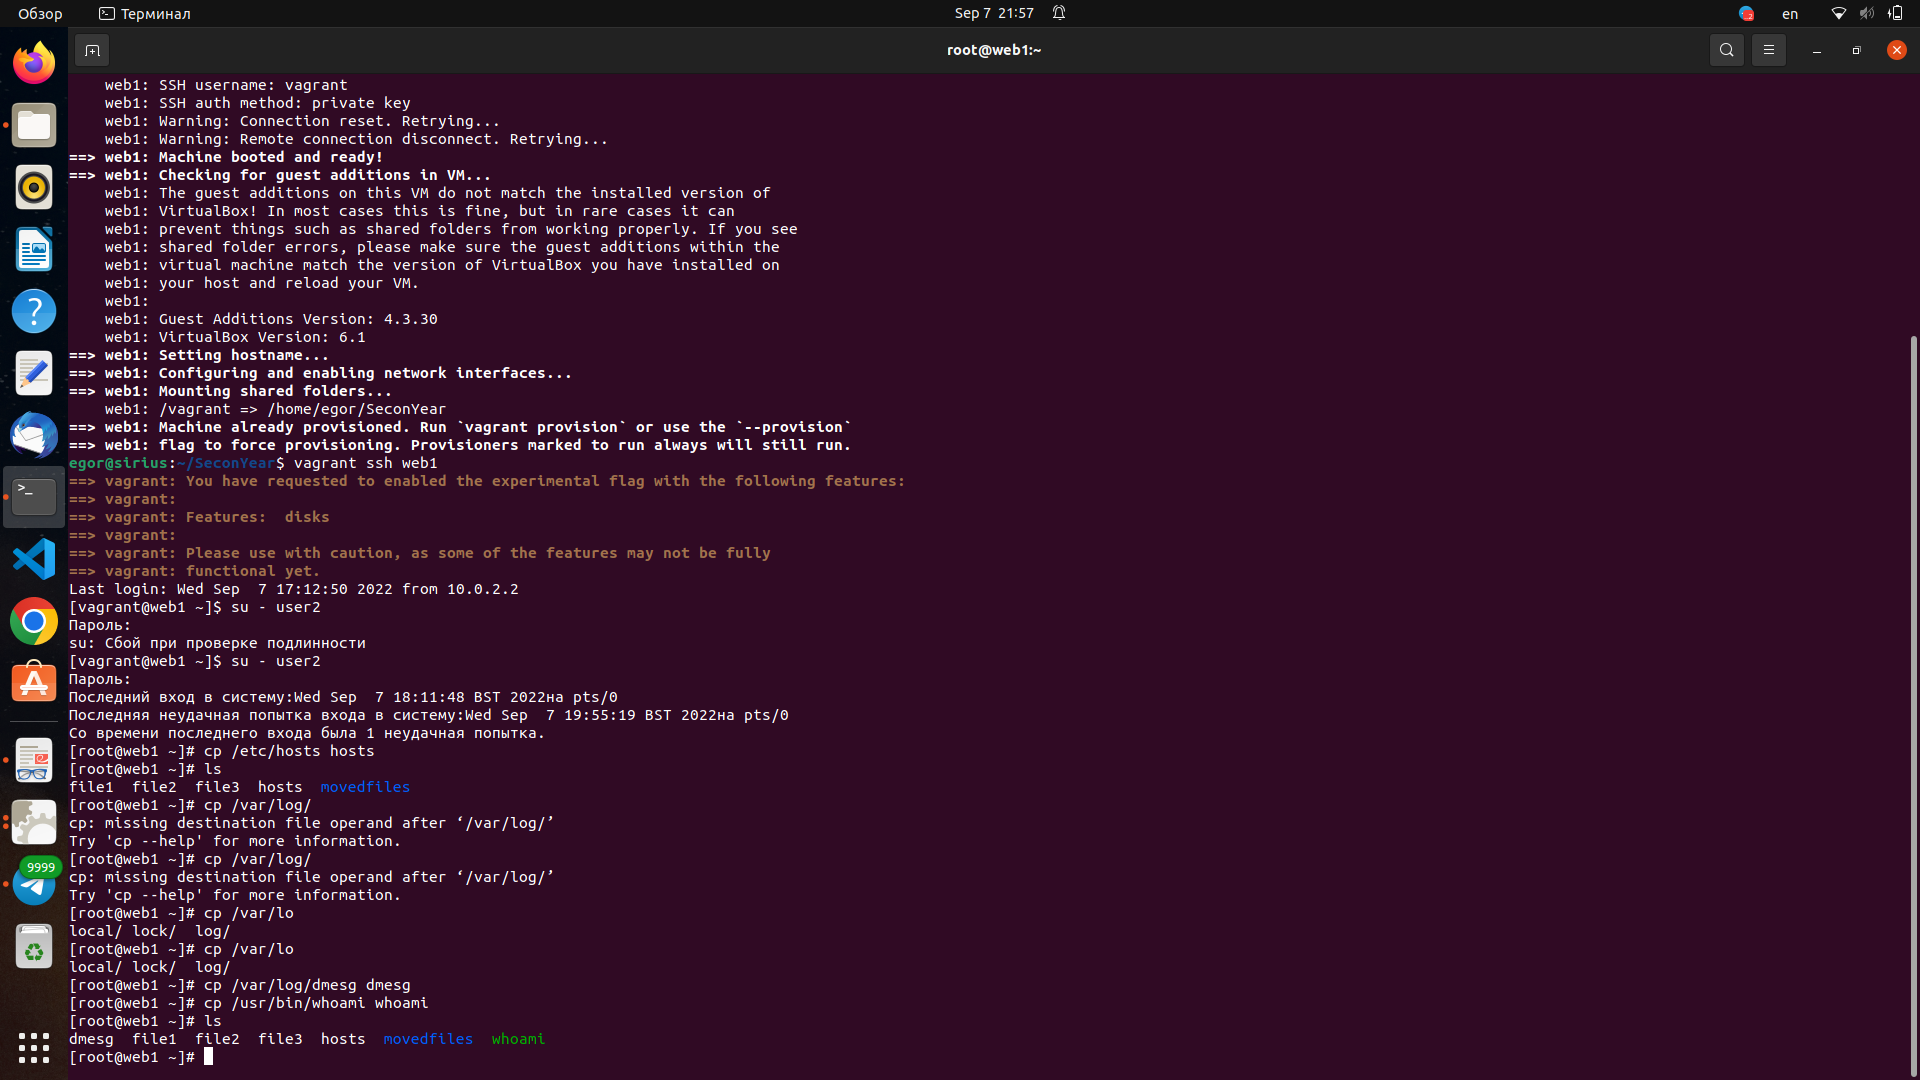 Обзор
Терминал
Sep 7 21:57
en
root@web1:~
web1: SSH username: vagrant
web1: SSH auth method: private key
web1: Warning: Connection reset. Retrying...
web1: Warning: Remote connection disconnect. Retrying...
==> web1: Machine booted and ready!
==> web1: Checking for guest additions in VM...
web1: The guest additions on this VM do not match the installed version of
web1: VirtualBox! In most cases this is fine, but in rare cases it can
web1: prevent things such as shared folders from working properly. If you see
web1: shared folder errors, please make sure the guest additions within the
web1: virtual machine match the version of VirtualBox you have installed on
web1: your host and reload your VM.
web1:
web1: Guest Additions Version: 4.3.30
web1: VirtualBox Version: 6.1
==> web1: Setting hostname...
==> web1: Configuring and enabling network interfaces...
==> web1: Mounting shared folders...
web1: /vagrant => /home/egor/SeconYear
==> web1: Machine already provisioned. Run `vagrant provision` or use the `--provision`
==> web1: flag to force provisioning. Provisioners marked to run always will still run.
egor@sirius:~/SeconYear$ vagrant ssh web1
==> vagrant: You have requested to enabled the experimental flag with the following features:
==> vagrant:
==> vagrant: Features:  disks
==> vagrant:
==> vagrant: Please use with caution, as some of the features may not be fully
==> vagrant: functional yet.
Last login: Wed Sep  7 17:12:50 2022 from 10.0.2.2
[vagrant@web1 ~]$ su - user2
Пароль:
su: Сбой при проверке подлинности
[vagrant@web1 ~]$ su - user2
Пароль:
Последний вход в систему:Wed Sep  7 18:11:48 BST 2022на pts/0
Последняя неудачная попытка входа в систему:Wed Sep  7 19:55:19 BST 2022на pts/0
Со времени последнего входа была 1 неудачная попытка.
[root@web1 ~]# cp /etc/hosts hosts
[root@web1 ~]# ls
file1  file2  file3  hosts  movedfiles
[root@web1 ~]# cp /var/log/
cp: missing destination file operand after ‘/var/log/’
Try 'cp --help' for more information.
[root@web1 ~]# cp /var/log/
cp: missing destination file operand after ‘/var/log/’
Try 'cp --help' for more information.
[root@web1 ~]# cp /var/lo
local/ lock/  log/
[root@web1 ~]# cp /var/lo
local/ lock/  log/
[root@web1 ~]# cp /var/log/dmesg dmesg
[root@web1 ~]# cp /usr/bin/whoami whoami
[root@web1 ~]# ls
dmesg  file1  file2  file3  hosts  movedfiles  whoami
[root@web1 ~]#
9999